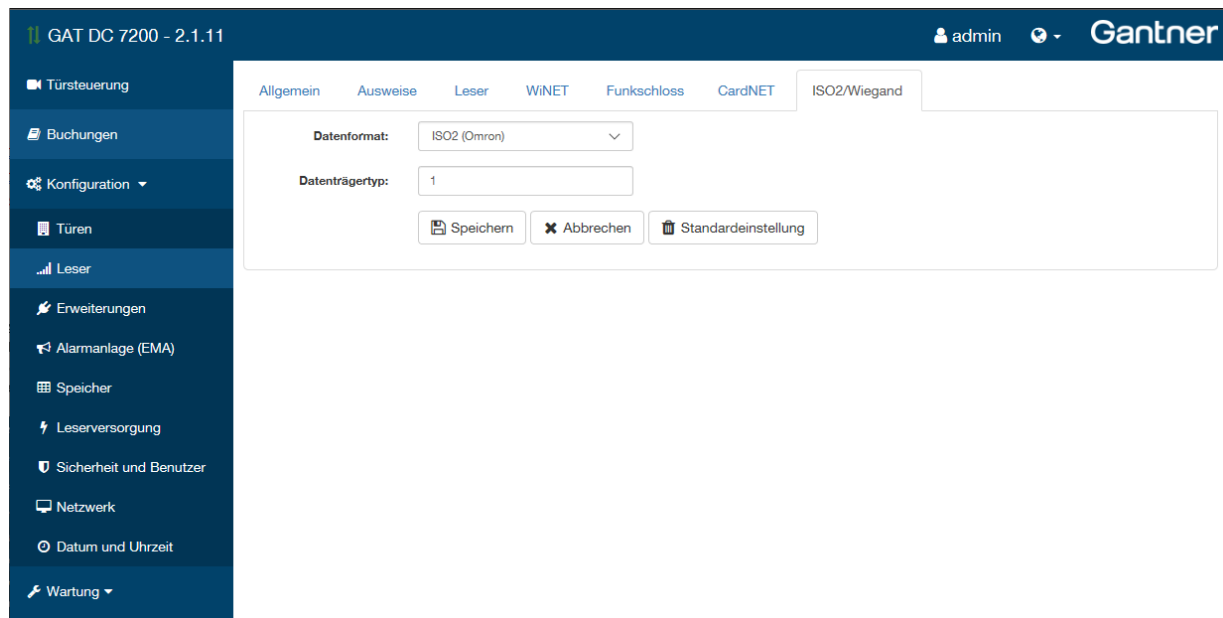 GAT DC 7200 - 2.1.11
admin
Gantner
Türsteuerung
Buchungen
Konfiguration
Türen
Leser
Erweiterungen
Alarmanlage (EMA)
Speicher
Leserversorgung
Sicherheit und Benutzer
Netzwerk
Datum und Uhrzeit
Wartung
Allgemein Ausweise Leser WiNET Funkschloss CardNET ISO2/Wiegand
Datenformat: ISO2 (Omron)
Datenträgertyp: 1
Speichern Abbrechen Standardeinstellung